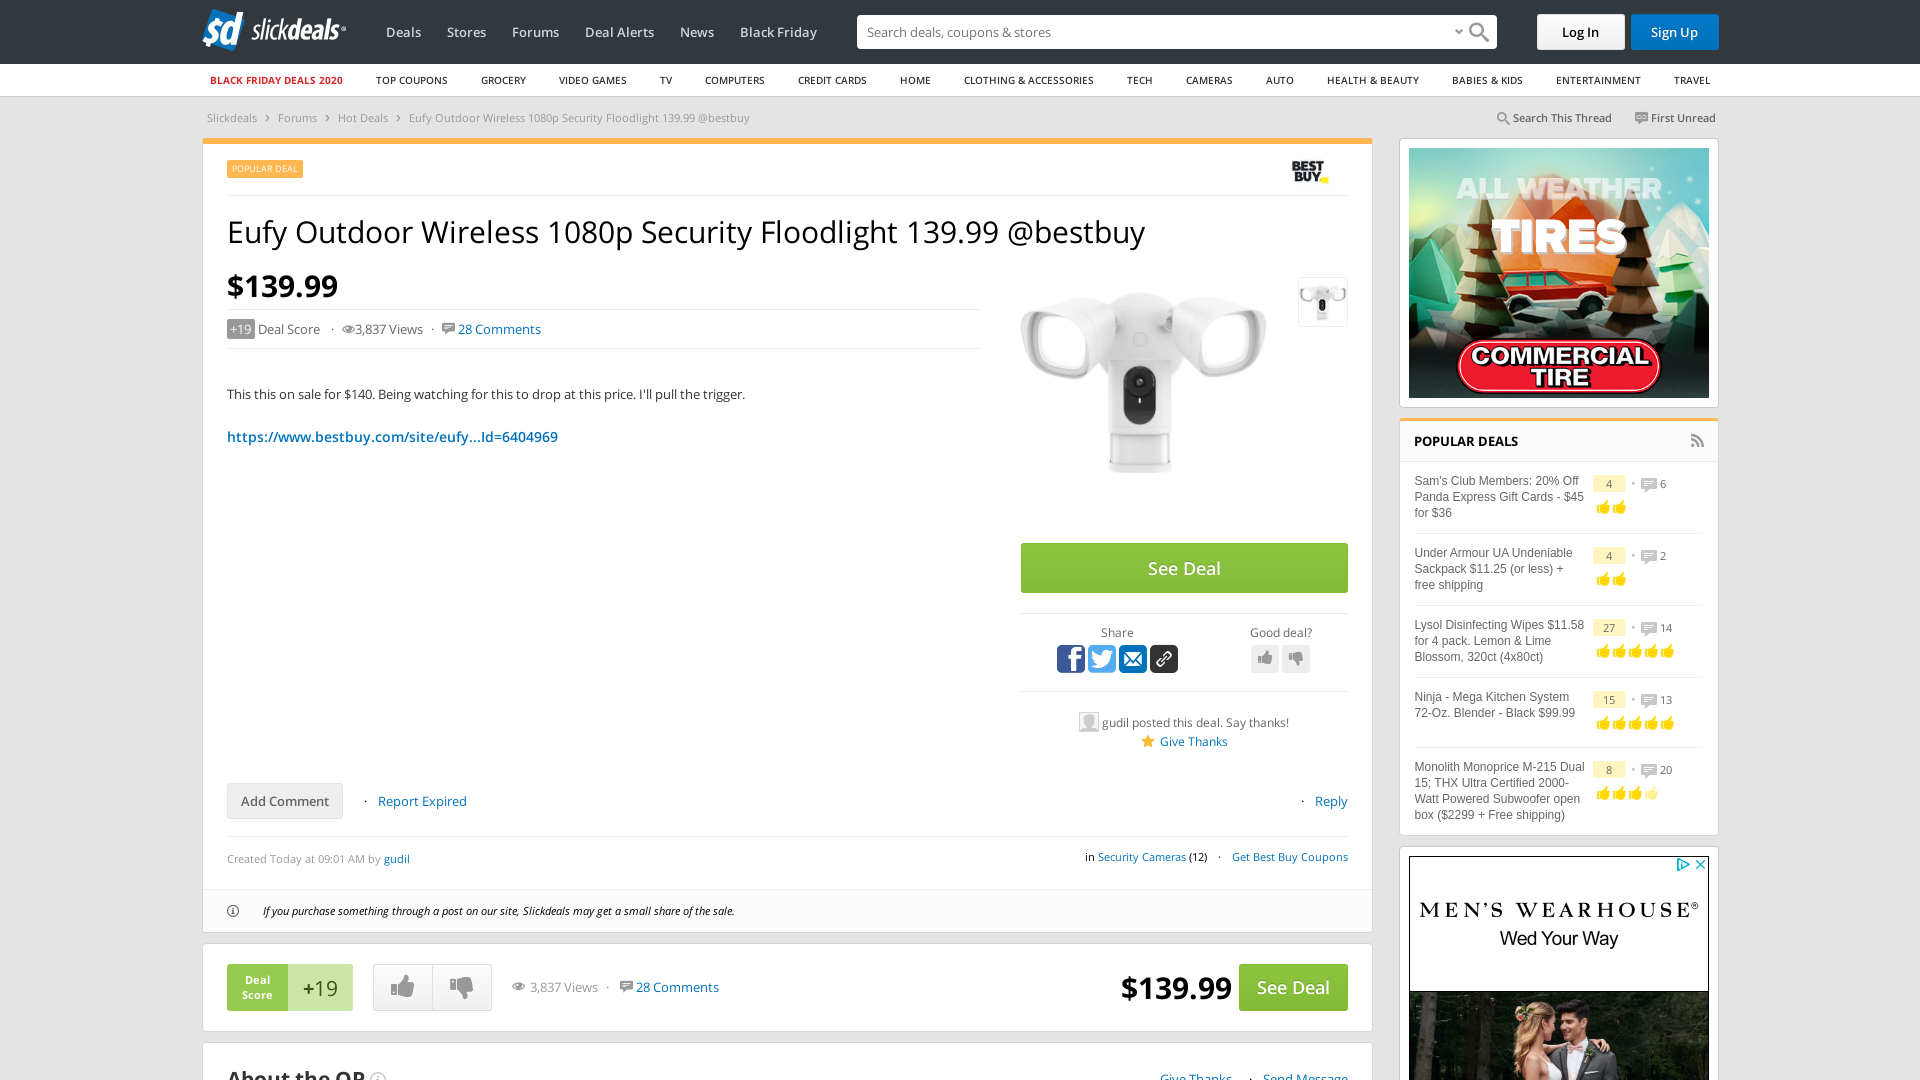 sd slickdeals
Deals Stores Forums Deal Alerts News Black Friday
Search deals, coupons & stores
Log In Sign Up
BLACK FRIDAY DEALS 2020 TOP COUPONS GROCERY VIDEO GAMES TV COMPUTERS CREDIT CARDS HOME CLOTHING & ACCESSORIES TECH CAMERAS AUTO HEALTH & BEAUTY BABIES & KIDS ENTERTAINMENT TRAVEL
Slickdeals › Forums › Hot Deals › Eufy Outdoor Wireless 1080p Security Floodlight 139.99 @bestbuy
Search This Thread First Unread
POPULAR DEAL
BEST
BUY
Eufy Outdoor Wireless 1080p Security Floodlight 139.99 @bestbuy
$139.99
+19 Deal Score · 3,837 Views · 28 Comments
This this on sale for $140. Being watching for this to drop at this price. I'll pull the trigger.
https://www.bestbuy.com/site/eufy...Id=6404969
See Deal
Share
Good deal?
gudil posted this deal. Say thanks!
Give Thanks
Add Comment · Report Expired
· Reply
Created Today at 09:01 AM by gudil
in Security Cameras (12) · Get Best Buy Coupons
If you purchase something through a post on our site, Slickdeals may get a small share of the sale.
Deal
Score
+19
3,837 Views · 28 Comments
$139.99
See Deal
About the OP
Give Thanks · Send Message
ALL WEATHER
TIRES
COMMERCIAL
TIRE
POPULAR DEALS
Sam's Club Members: 20% Off
Panda Express Gift Cards - $45
for $36
4 • 6
Under Armour UA Undeniable
Sackpack $11.25 (or less) +
free shipping
4 • 2
Lysol Disinfecting Wipes $11.58
for 4 pack. Lemon & Lime
Blossom, 320ct (4x80ct)
27 • 14
Ninja - Mega Kitchen System
72-Oz. Blender - Black $99.99
15 • 13
Monolith Monoprice M-215 Dual
15; THX Ultra Certified 2000-
Watt Powered Subwoofer open
box ($2299 + Free shipping)
8 • 20
MEN'S WEARHOUSE®
Wed Your Way